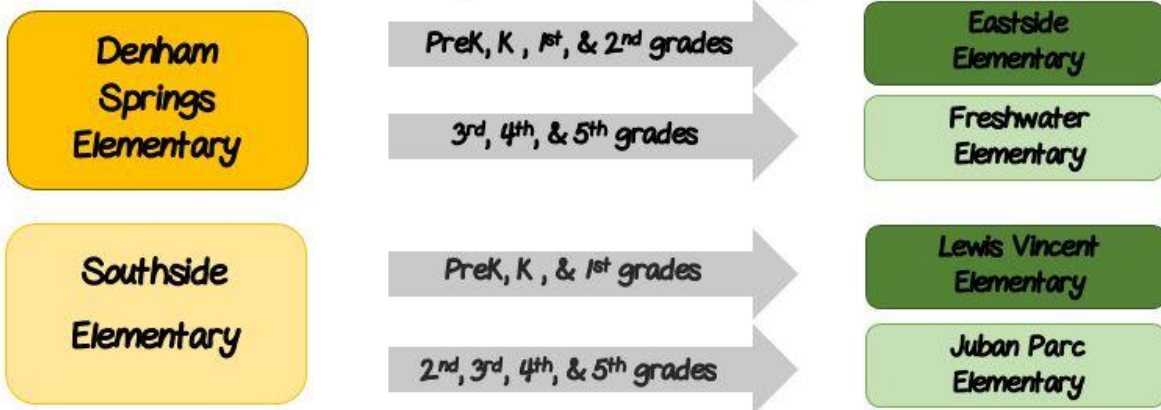 Denham
Springs
Elementary
PreK, K , 1st, & 2nd grades
Eastside
Elementary
3rd, 4th, & 5th grades
Freshwater
Elementary
Southside
Elementary
PreK, K , & 1st grades
Lewis Vincent
Elementary
2nd, 3rd, 4th, & 5th grades
Juban Parc
Elementary